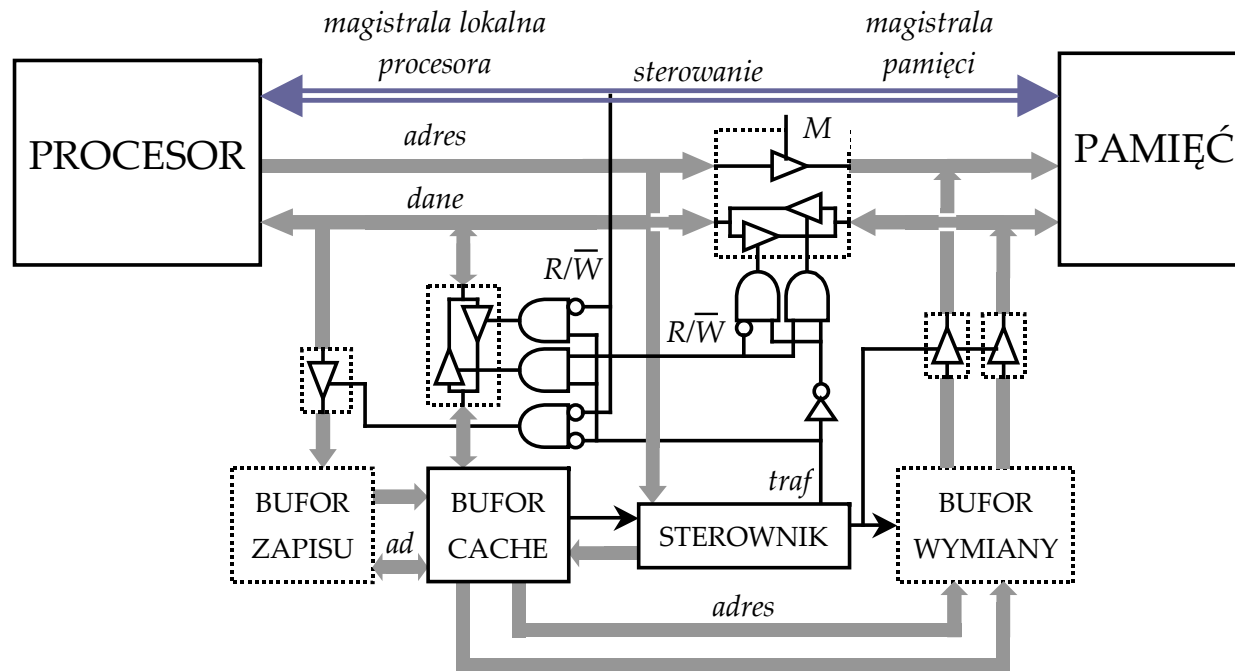 magistrala lokalna
procesora
magistrala
pamięci
sterowanie
PROCESOR
adres
M
PAMIĘĆ
dane
R/W̅
R/W̅
traf
BUFOR
ZAPISU
ad
BUFOR
CACHE
STEROWNIK
BUFOR
WYMIANY
adres